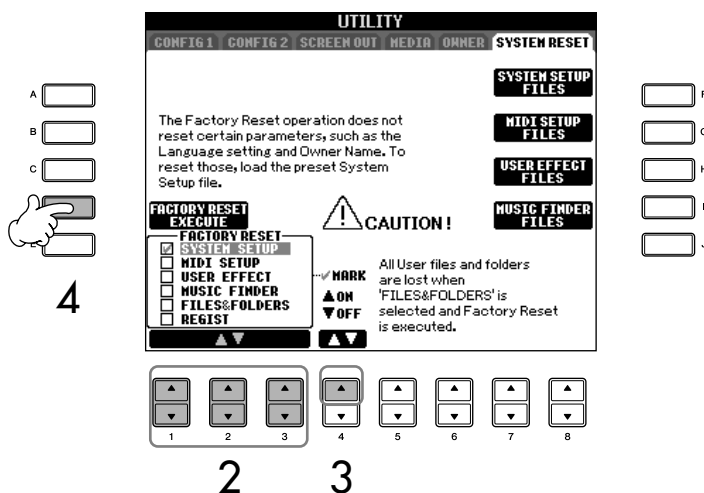 UTILITY
CONFIG 1 CONFIG 2 SCREEN OUT MEDIA OWNER SYSTEM RESET
SYSTEM SETUP
FILES
A
B
C
The Factory Reset operation does not
reset certain parameters, such as the
Language setting and Owner Name. To
reset those, load the preset System
Setup file.
MIDI SETUP
FILES
USER EFFECT
FILES
MUSIC FINDER
FILES
FACTORY RESET
EXECUTE
CAUTION !
FACTORY RESET
SYSTEM SETUP
MIDI SETUP
USER EFFECT
MUSIC FINDER
FILES&FOLDERS
REGIST
MARK
▲ON
▼OFF
All User files and folders
are lost when
'FILES&FOLDERS' is
selected and Factory Reset
is executed.
4
1 2 3 4 5 6 7 8
2 3